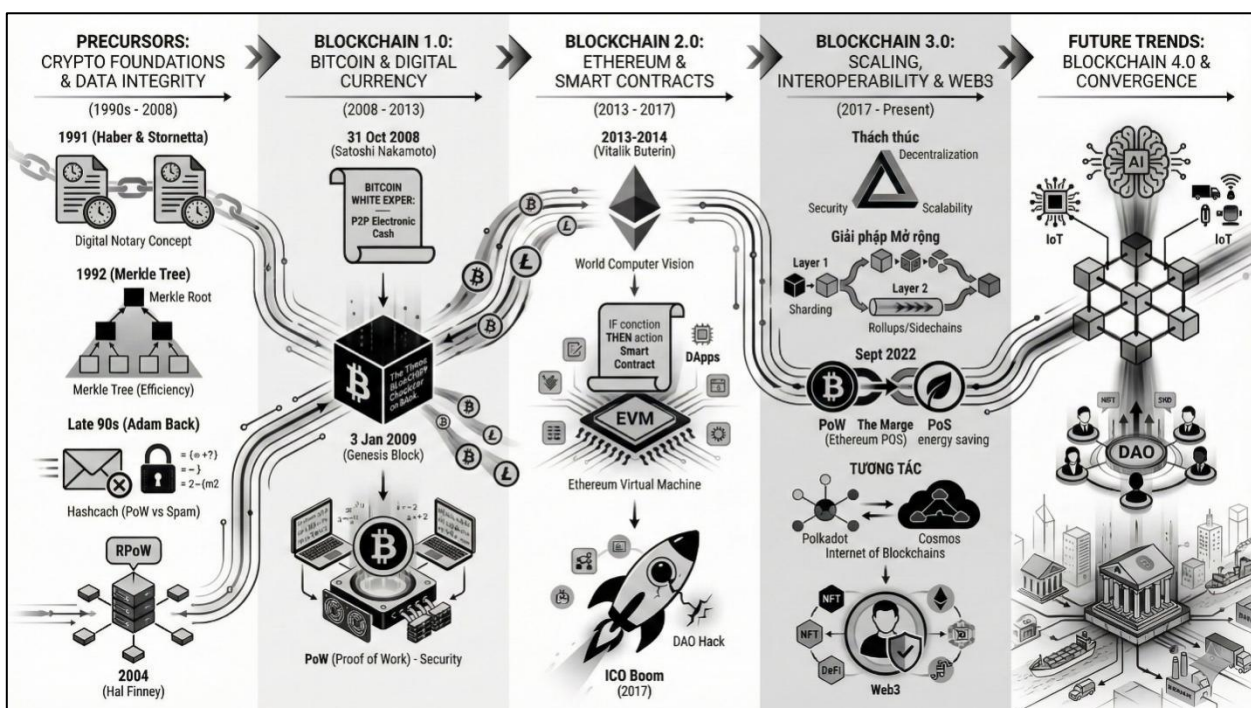 PRECURSORS:
CRYPTO FOUNDATIONS
& DATA INTEGRITY
(1990s - 2008)
1991 (Haber & Stornetta)
Digital Notary Concept
1992 (Merkle Tree)
Merkle Root
Merkle Tree (Efficiency)
Late 90s (Adam Back)
Hashcach (PoW vs Spam)
RPoW
2004
(Hal Finney)
BLOCKCHAIN 1.0:
BITCOIN & DIGITAL
CURRENCY
(2008 - 2013)
31 Oct 2008
(Satoshi Nakamoto)
BITCOIN
WHITE EXPER:
P2P Electronic
Cash
3 Jan 2009
(Genesis Block)
PoW (Proof of Work) - Security
BLOCKCHAIN 2.0:
ETHEREUM &
SMART CONTRACTS
(2013 - 2017)
2013-2014
(Vitalik Buterin)
World Computer Vision
IF conction
THEN action
Smart
Contract
DApps
EVM
Ethereum Virtual Machine
DAO Hack
ICO Boom
(2017)
BLOCKCHAIN 3.0:
SCALING,
INTEROPERABILITY & WEB3
(2017 - Present)
Thách thúc
Decentralization
Security
Scalability
Giải pháp Mở rộng
Layer 1
Layer 2
Sharding
Rollups/Sidechains
Sept 2022
PoW
The Marge
PoS
(Ethereum POS)
energy saving
TƯƠNG TÁC
Polkadot
Cosmos
Internet of Blockchains
NFT
NFT
DeFi
Web3
FUTURE TRENDS:
BLOCKCHAIN 4.0 &
CONVERGENCE
AI
IoT
IoT
DAO